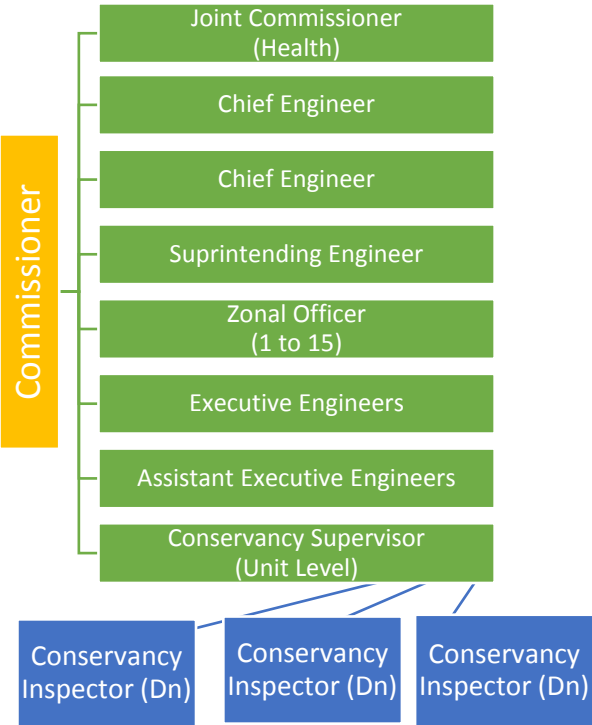 Commissioner
Joint Commissioner
(Health)
Chief Engineer
Chief Engineer
Suprintending Engineer
Zonal Officer
(1 to 15)
Executive Engineers
Assistant Executive Engineers
Conservancy Supervisor
(Unit Level)
Conservancy
Inspector (Dn)
Conservancy
Inspector (Dn)
Conservancy
Inspector (Dn)